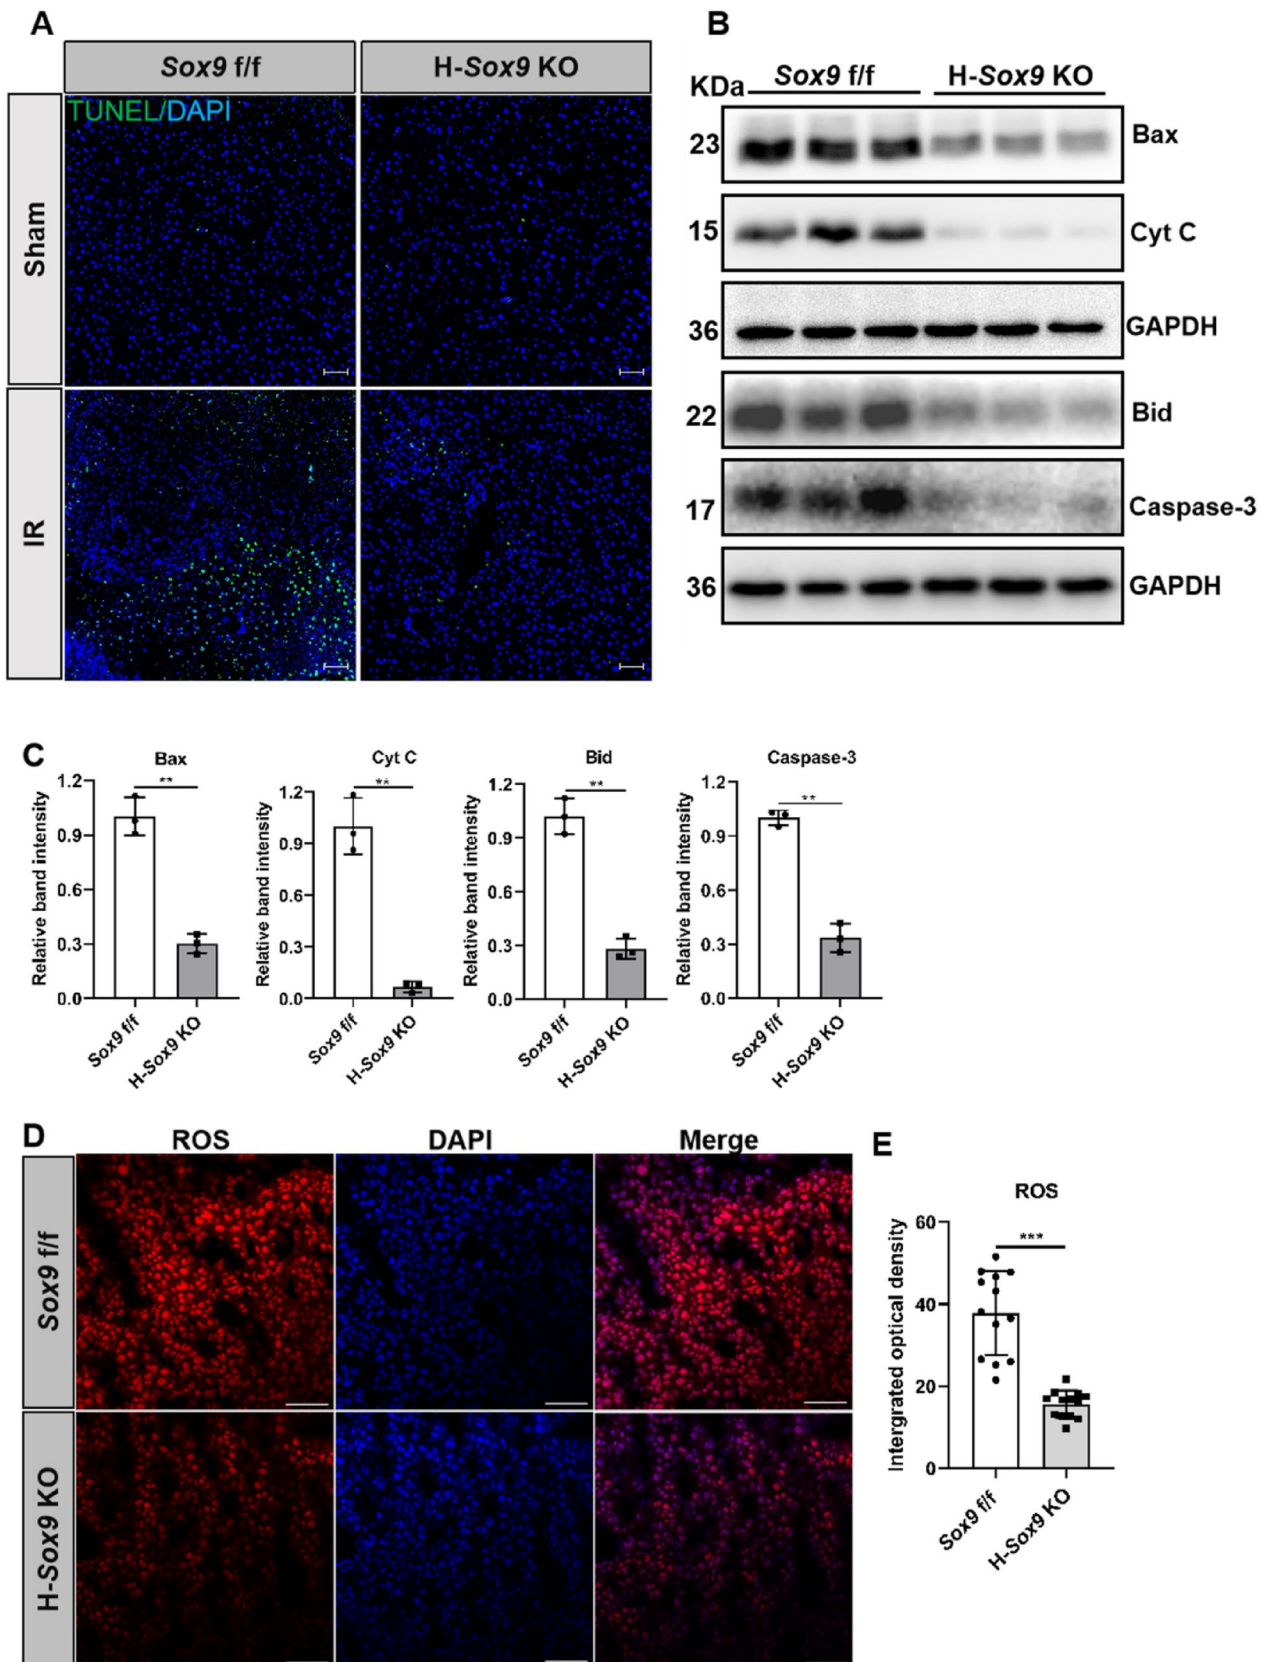 A
Sox9 f/f
H-Sox9 KO
Sham
TUNEL/DAPI
IR
B
KDa
Sox9 f/f
H-Sox9 KO
23
Bax
15
Cyt C
36
GAPDH
22
Bid
17
Caspase-3
36
GAPDH
C
Bax
Relative band intensity
1.2
0.9
0.6
0.3
0.0
**
Sox9 f/f
H-Sox9 KO
Cyt C
Relative band intensity
1.2
0.9
0.6
0.3
0.0
**
Sox9 f/f
H-Sox9 KO
Bid
Relative band intensity
1.2
0.9
0.6
0.3
0.0
**
Sox9 f/f
H-Sox9 KO
Caspase-3
Relative band intensity
1.2
0.9
0.6
0.3
0.0
**
Sox9 f/f
H-Sox9 KO
D
ROS
DAPI
Merge
Sox9 f/f
H-Sox9 KO
E
ROS
Intergrated optical density
60
40
20
0
***
Sox9 f/f
H-Sox9 KO